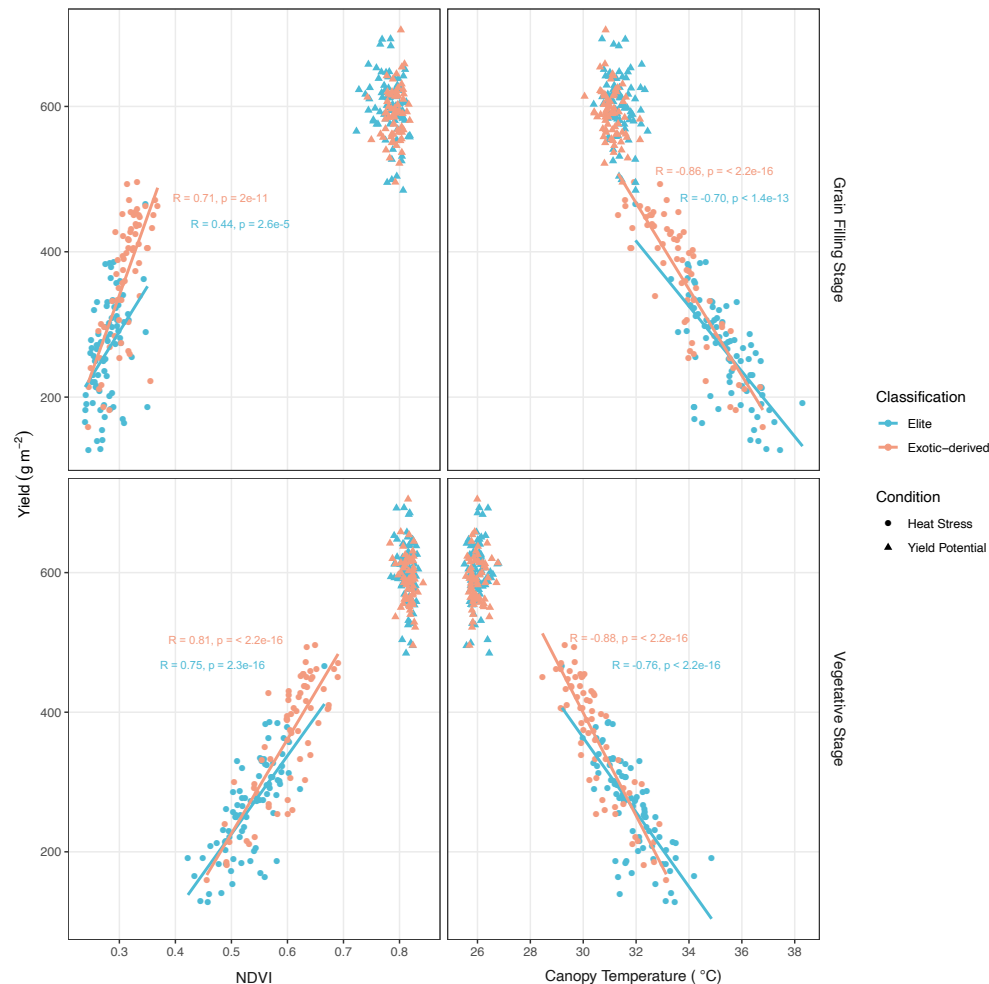 600
400
200
R = 0.71, p = 2e-11
R = 0.44, p = 2.6e-5
R = -0.86, p = < 2.2e-16
R = -0.70, p < 1.4e-13
Grain Filling Stage
Yield (g m⁻²)
600
400
200
R = 0.81, p = < 2.2e-16
R = 0.75, p = 2.3e-16
R = -0.88, p = < 2.2e-16
R = -0.76, p < 2.2e-16
Vegetative Stage
0.3 0.4 0.5 0.6 0.7 0.8
26 28 30 32 34 36 38
NDVI
Canopy Temperature ( °C)
Classification
Elite
Exotic−derived
Condition
Heat Stress
Yield Potential